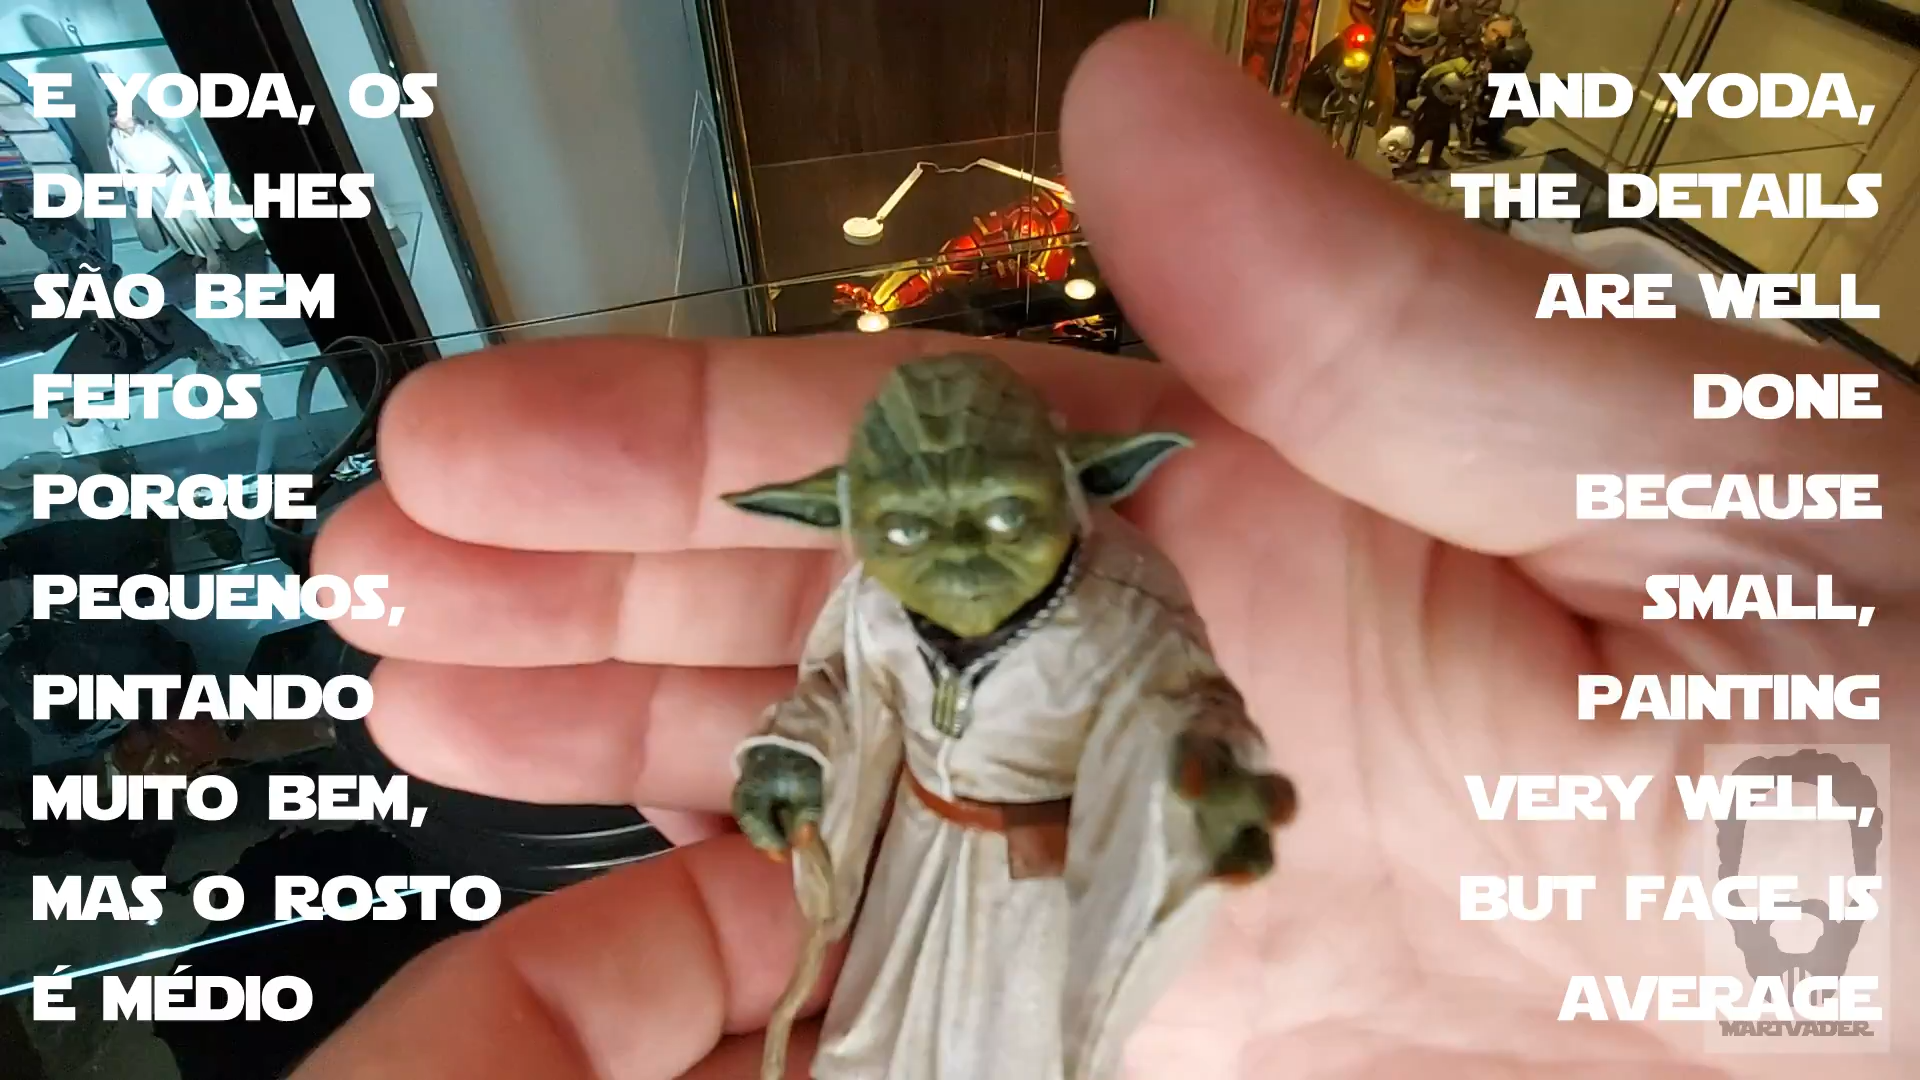 E YODA, OS
DETALHES
SÃO BEM
FEITOS
PORQUE
PEQUENOS,
PINTANDO
MUITO BEM,
MAS O ROSTO
É MÉDIO
AND YODA,
THE DETAILS
ARE WELL
DONE
BECAUSE
SMALL,
PAINTING
VERY WELL,
BUT FACE IS
AVERAGE
MARTVADER